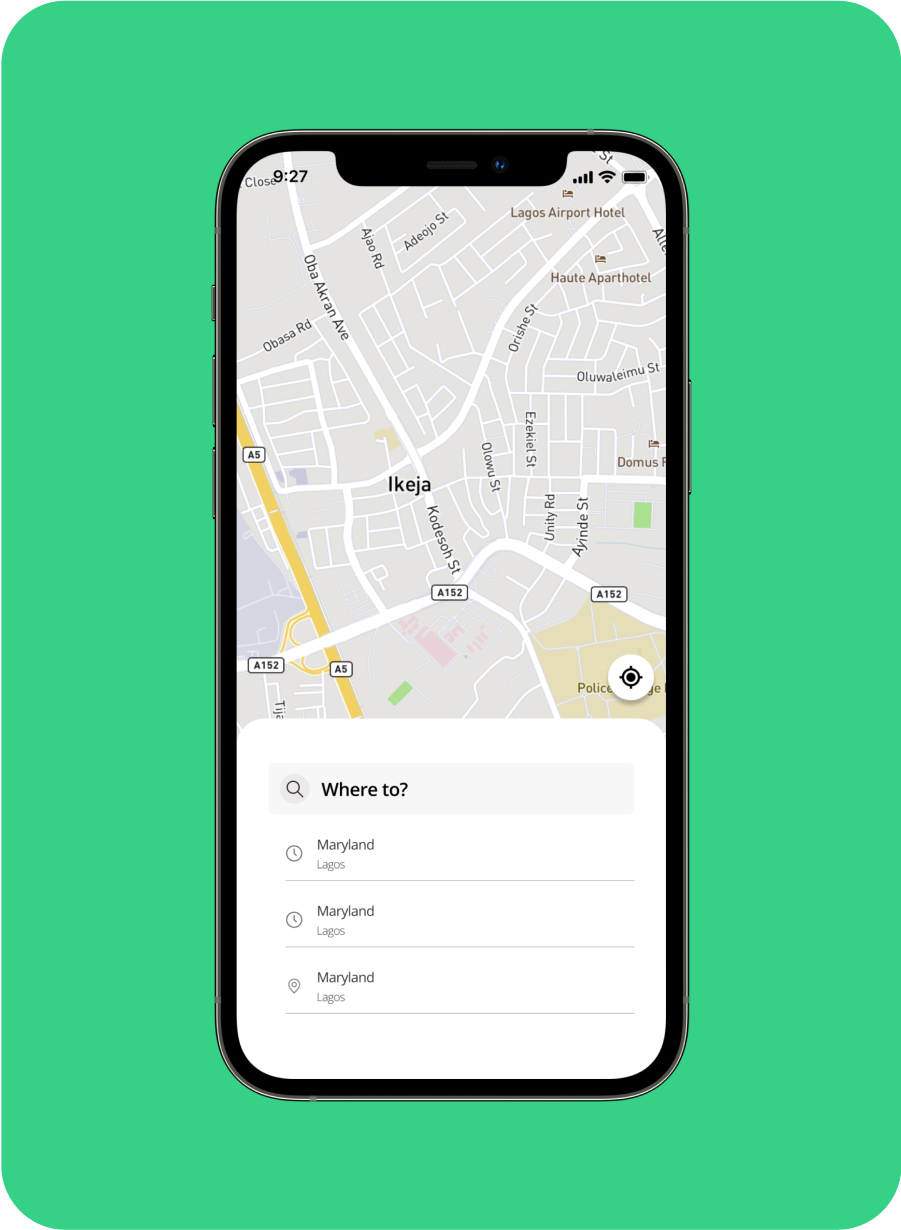 Close
9:27
St
Lagos Airport Hotel
Adeojo St
Ajao Rd
Haute Aparthotel
Oba Akran Ave
Orishe St
Obasa Rd
Oluwaleimu St
Ezekiel St
A5
Olowu St
Domus
Ikeja
Unity Rd
Ayinde St
Kodesoh St
A152
A152
A152
A5
Police
Where to?
Maryland
Lagos
Maryland
Lagos
Maryland
Lagos